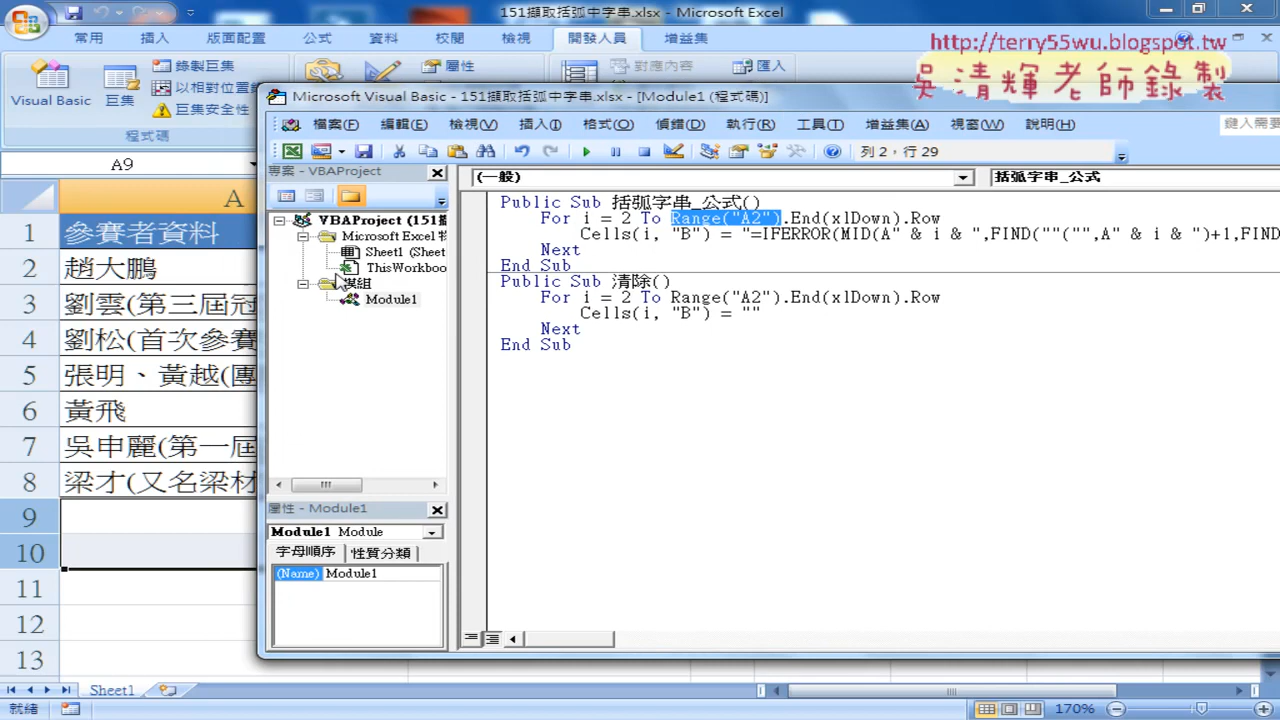 151擷取括弧中字串.xlsx - Microsoft Excel
常用 插入 版面配置 公式 資料 校閱 檢視 開發人員 增益集
http://terry55wu.blogspot.tw
吳清輝老師錄製
Visual Basic
巨集
錄製巨集
以相對位置
巨集安全性
程式碼
屬性
對應內容
匯入
A9
A
1 參賽者資料
2 趙大鵬
3 劉雲(第三屆冠
4 劉松(首次參賽
5 張明、黃越(團
6 黃飛
7 吳申麗(第一屆
8 梁才(又名梁材
9
10
11
12
13
Microsoft Visual Basic - 151擷取括弧中字串.xlsx - [Module1 (程式碼)]
檔案(F) 編輯(E) 檢視(V) 插入(I) 格式(O) 偵錯(D) 執行(R) 工具(T) 增益集(A) 視窗(W) 說明(H) 鍵入需要
列 2，行 29
專案 - VBAProject
VBAProject (151
Microsoft Excel
Sheet1 (Sheet
ThisWorkboo
模組
Module1
屬性 - Module1
Module1 Module
字母順序 性質分類
(Name) Module1
(一般) 括弧字串_公式
Public Sub 括弧字串_公式()
For i = 2 To Range("A2").End(xlDown).Row
Cells(i, "B") = "=IFERROR(MID(A" & i & ",FIND(""("",A" & i & ")+1,FIND
Next
End Sub
Public Sub 清除()
For i = 2 To Range("A2").End(xlDown).Row
Cells(i, "B") = ""
Next
End Sub
Sheet1
就緒
170%